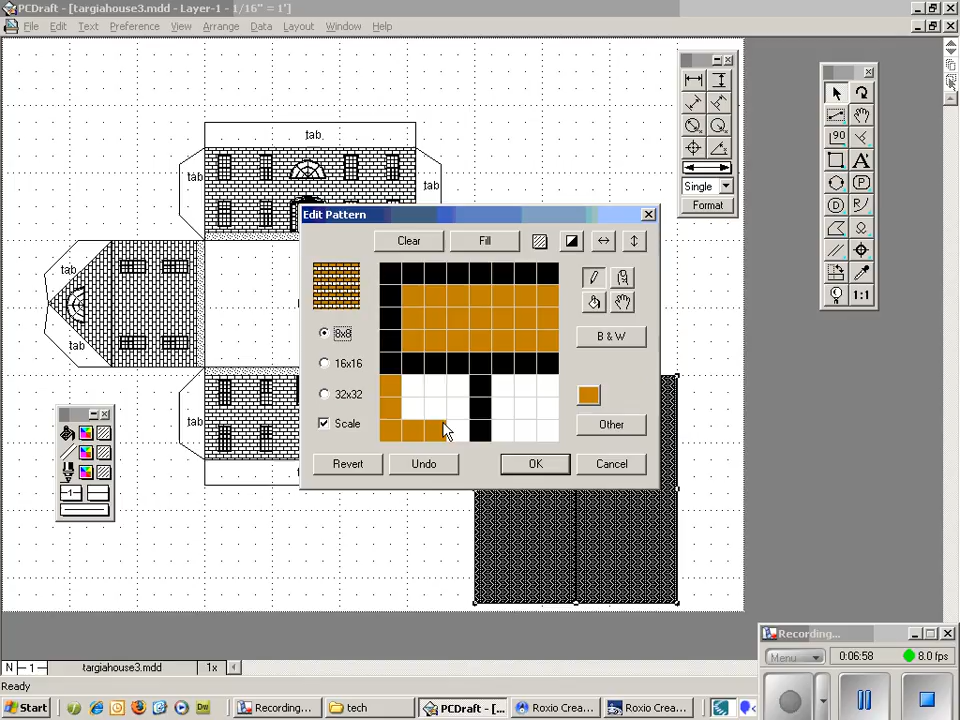 PCDraft - [targiahouse3.mdd - Layer-1 - 1/16" = 1']
File Edit Text Preference View Arrange Data Layout Window Help
tab.
tab
tab
90
A
P
D
R
1:1
Single
Format
Edit Pattern
Clear
Fill
tab
tab
8x8
16x16
32x32
Scale
B & W
Other
Revert
Undo
OK
Cancel
tab
1
Recording...
Menu
0:06:58
8.0 fps
N 1
targiahouse3.mdd
1x
Ready
Start
Recording...
tech
PCDraft - [...
Roxio Crea...
Roxio Crea...